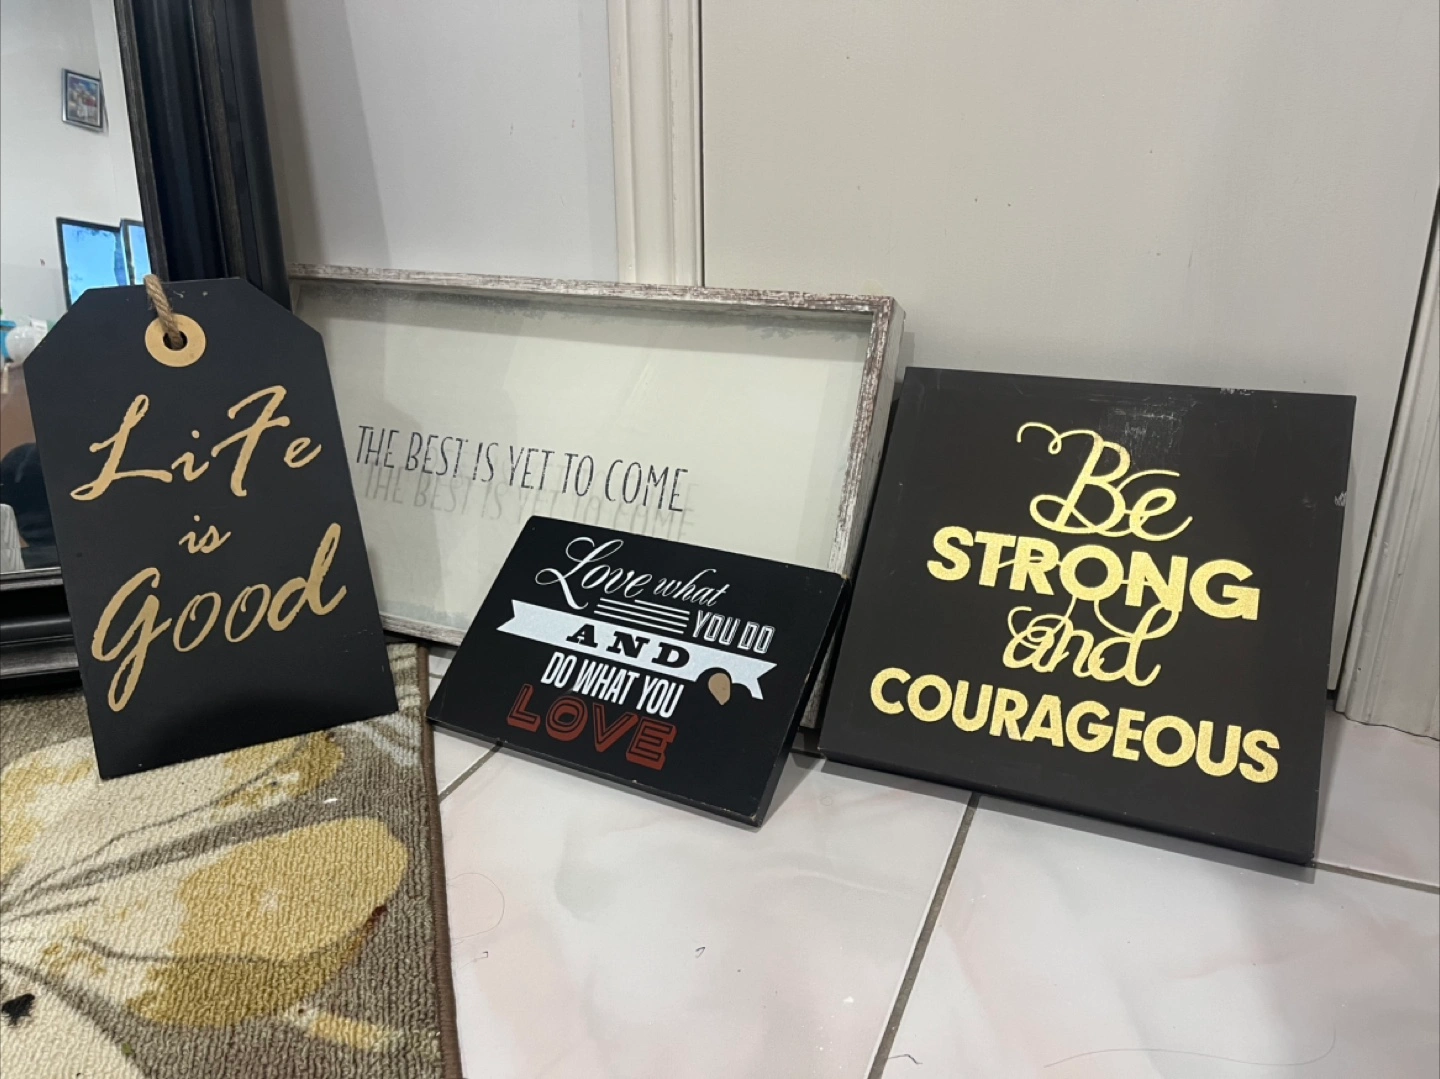 LiFe
is
Good
THE BEST IS YET TO COME
Love what
YOU DO
AND
DO WHAT YOU
LOVE
Be
STRONG
and
COURAGEOUS